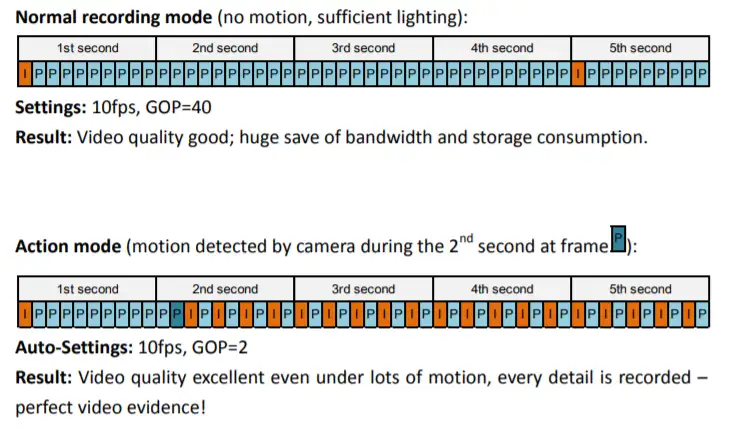 Normal recording mode (no motion, sufficient lighting):
1st second 2nd second 3rd second 4th second 5th second
I P P P P P P P P P P P P P P P P P P P P P P P P P P P P P P P P P P P P P P P I P P P P P P P P P
Settings: 10fps, GOP=40
Result: Video quality good; huge save of bandwidth and storage consumption.
Action mode (motion detected by camera during the 2nd second at frame P):
1st second 2nd second 3rd second 4th second 5th second
I P P P P P P P P P P P I P I P I P I P I P I P I P I P I P I P I P I P I P I P I P I P I P I P I P
Auto-Settings: 10fps, GOP=2
Result: Video quality excellent even under lots of motion, every detail is recorded –
perfect video evidence!